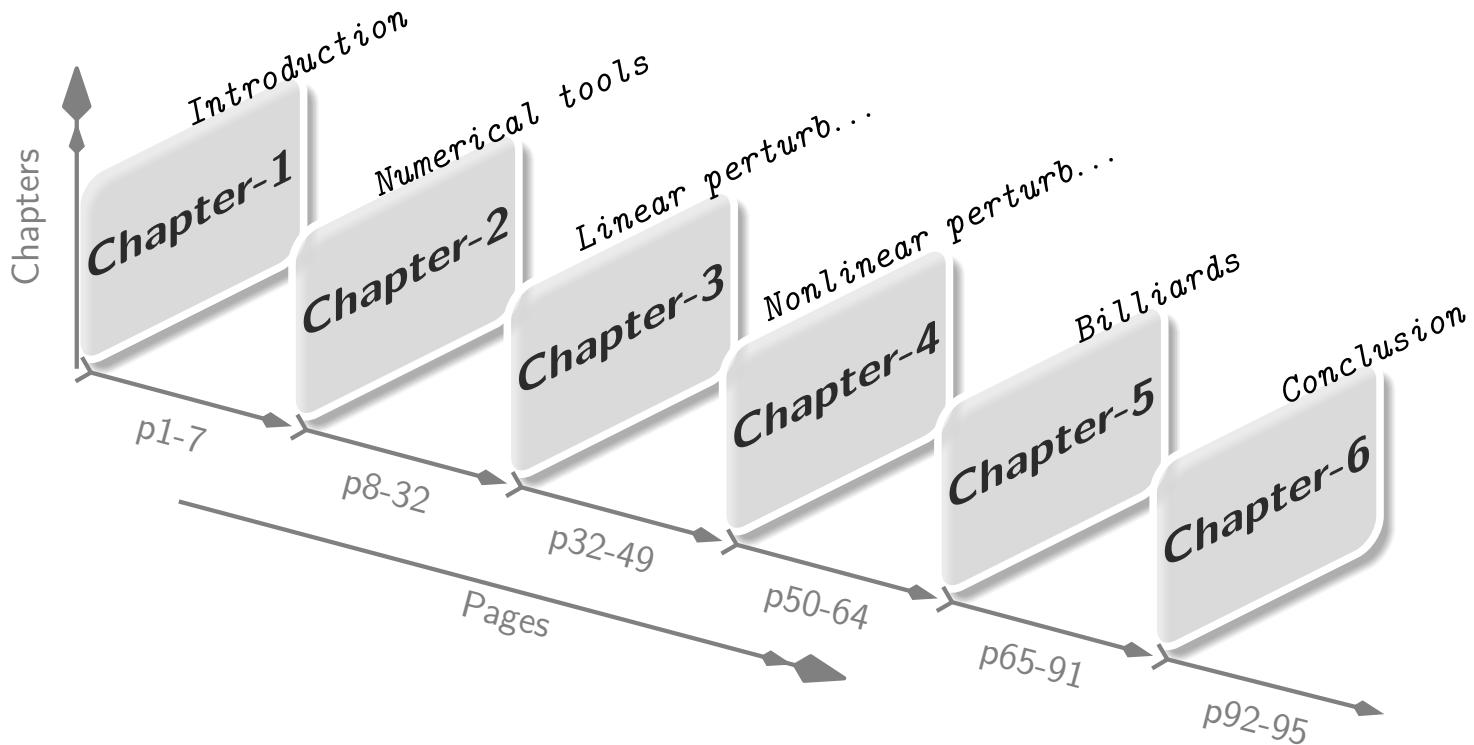 Chapters
Introduction
Chapter-1
Numerical tools
Chapter-2
Linear perturb...
Chapter-3
Nonlinear perturb...
Chapter-4
Billiards
Chapter-5
Conclusion
Chapter-6
p1-7
p8-32
p32-49
p50-64
p65-91
p92-95
Pages